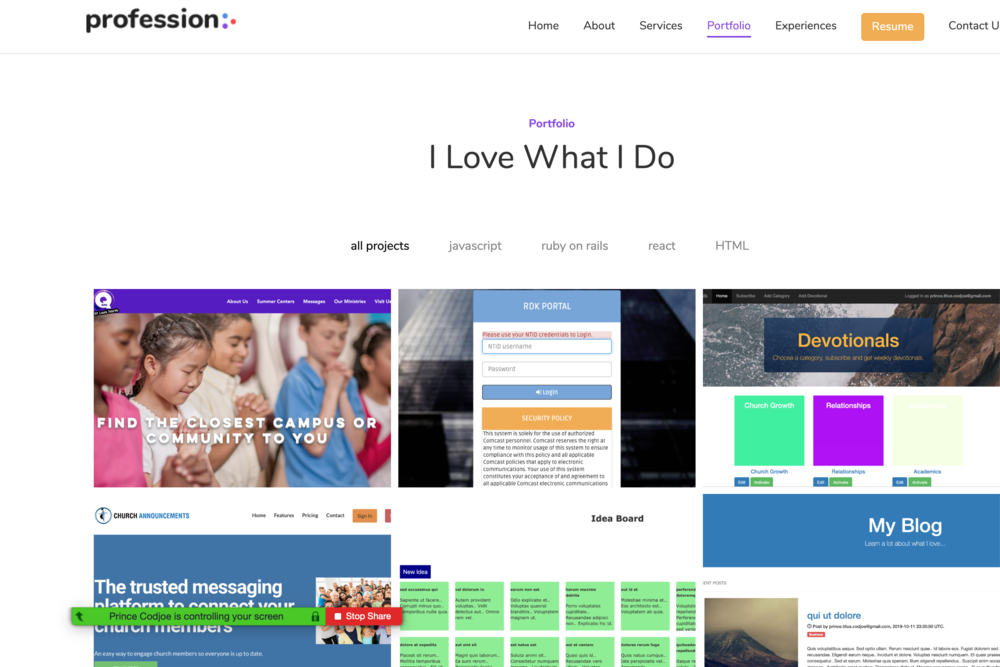 profession
Home About Services Portfolio Experiences Resume Contact U
Portfolio
I Love What I Do
all projects javascript ruby on rails react HTML
About Us Summer Centers Messages Our Ministries Visit Us
FIND THE CLOSEST CAMPUS OR
COMMUNITY TO YOU
RDK PORTAL
Please use your NTID credentials to Login.
NTID username
Password
Login
SECURITY POLICY
This system is solely for the use of authorized
Comcast personnel. Comcast reserves the right at
any time to monitor usage of this system to ensure
compliance with this policy and all applicable
Comcast policies that apply to electronic
communications. Your use of this system
constitutes your acceptance of and agreement to
all applicable Comcast electronic communications
Home Subscribe Add Category Add Devotional Logged in as prince.titus.codjoe@gmail.com
Devotionals
Choose a category, subscribe and get weekly devotionals.
Church Growth Relationships
Church Growth Relationships Academics
Edit Activate Edit Activate Edit Activate
CHURCH ANNOUNCEMENTS
Home Features Pricing Contact Sign In
The trusted messaging
platform to connect your
church members
An easy way to engage church members so everyone is up to date.
Prince Codjoe is controlling your screen Stop Share
Idea Board
New Idea
My Blog
Learn a lot about what I love...
ENT POSTS
qui ut dolore
Post by prince.titus.codjoe@gmail.com, 2019-10-11 23:35:50 UTC.
Business